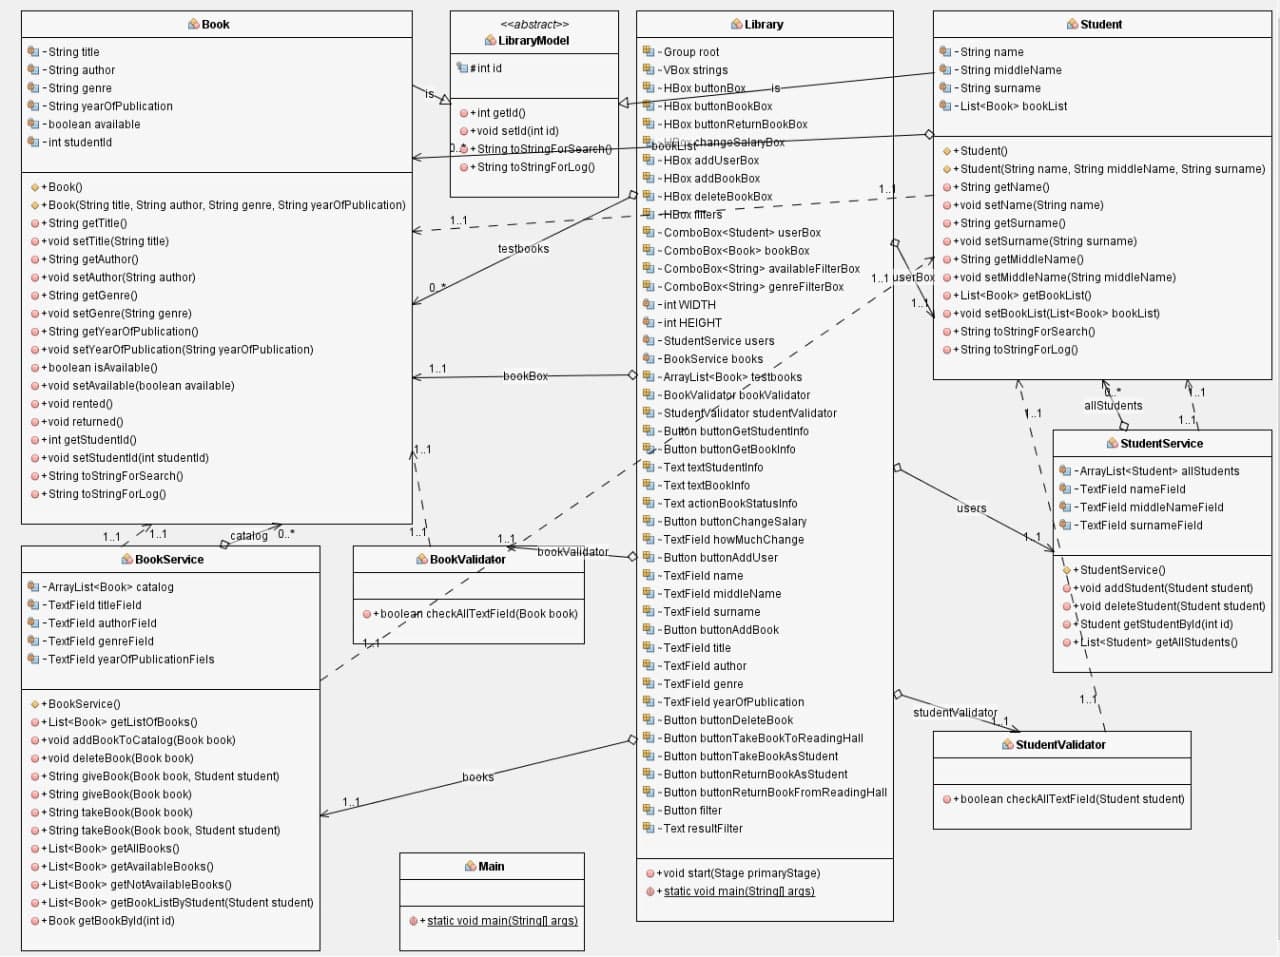 Book
- String title
- String author
- String genre
- String yearOfPublication
- boolean available
- int studentId
+ Book()
+ Book(String title, String author, String genre, String yearOfPublication)
+ String getTitle()
+ void setTitle(String title)
+ String getAuthor()
+ void setAuthor(String author)
+ String getGenre()
+ void setGenre(String genre)
+ String getYearOfPublication()
+ void setYearOfPublication(String yearOfPublication)
+ boolean isAvailable()
+ void setAvailable(boolean available)
+ void rented()
+ void returned()
+ int getStudentId()
+ void setStudentId(int studentId)
+ String toStringForSearch()
+ String toStringForLog()
<<abstract>>
LibraryModel
# int id
+ int getId()
+ void setId(int id)
+ String toStringForSearch()
+ String toStringForLog()
Library
~ Group root
~ VBox strings
~ HBox buttonBox
~ HBox buttonBookBox
~ HBox buttonReturnBookBox
~ HBox changeSalaryBox
~ HBox addUserBox
~ HBox addBookBox
~ HBox deleteBookBox
~ HBox filters
~ ComboBox<Student> userBox
~ ComboBox<Book> bookBox
~ ComboBox<String> availableFilterBox
~ ComboBox<String> genreFilterBox
- int WIDTH
- int HEIGHT
- StudentService users
- BookService books
~ ArrayList<Book> testbooks
~ BookValidator bookValidator
~ StudentValidator studentValidator
~ Button buttonGetStudentInfo
~ Button buttonGetBookInfo
~ Text textStudentInfo
~ Text textBookInfo
~ Text actionBookStatusInfo
~ Button buttonChangeSalary
~ TextField howMuchChange
~ Button buttonAddUser
~ TextField name
~ TextField middleName
~ TextField surname
~ Button buttonAddBook
~ TextField title
~ TextField author
~ TextField genre
~ TextField yearOfPublication
~ Button buttonDeleteBook
~ Button buttonTakeBookToReadingHall
~ Button buttonTakeBookAsStudent
~ Button buttonReturnBookAsStudent
~ Button buttonReturnBookFromReadingHall
~ Button filter
~ Text resultFilter
+ void start(Stage primaryStage)
+ static void main(String[] args)
Student
- String name
- String middleName
- String surname
- List<Book> bookList
+ Student()
+ Student(String name, String middleName, String surname)
+ String getName()
+ void setName(String name)
+ String getSurname()
+ void setSurname(String surname)
+ String getMiddleName()
+ void setMiddleName(String middleName)
+ List<Book> getBookList()
+ void setBookList(List<Book> bookList)
+ String toStringForSearch()
+ String toStringForLog()
is
is
0..*
bookList
1..1
1..1
testbooks
0..*
1..1
userBox
1..1
1..1
bookBox
1..1
1..1
1..1
0..*
allStudents
1..1
1..1
users
1..1
1..1
1..1
catalog
0..*
1..1
bookValidator
1..1
1..1
studentValidator
1..1
1..1
books
StudentService
- ArrayList<Student> allStudents
~ TextField nameField
~ TextField middleNameField
~ TextField surnameField
+ StudentService()
+ void addStudent(Student student)
+ void deleteStudent(Student student)
+ Student getStudentById(int id)
+ List<Student> getAllStudents()
BookService
- ArrayList<Book> catalog
~ TextField titleField
~ TextField authorField
~ TextField genreField
~ TextField yearOfPublicationFiels
+ BookService()
+ List<Book> getListOfBooks()
+ void addBookToCatalog(Book book)
+ void deleteBook(Book book)
+ String giveBook(Book book, Student student)
+ String giveBook(Book book)
+ String takeBook(Book book)
+ String takeBook(Book book, Student student)
+ List<Book> getAllBooks()
+ List<Book> getAvailableBooks()
+ List<Book> getNotAvailableBooks()
+ List<Book> getBookListByStudent(Student student)
+ Book getBookById(int id)
BookValidator
+ boolean checkAllTextField(Book book)
StudentValidator
+ boolean checkAllTextField(Student student)
Main
+ static void main(String[] args)